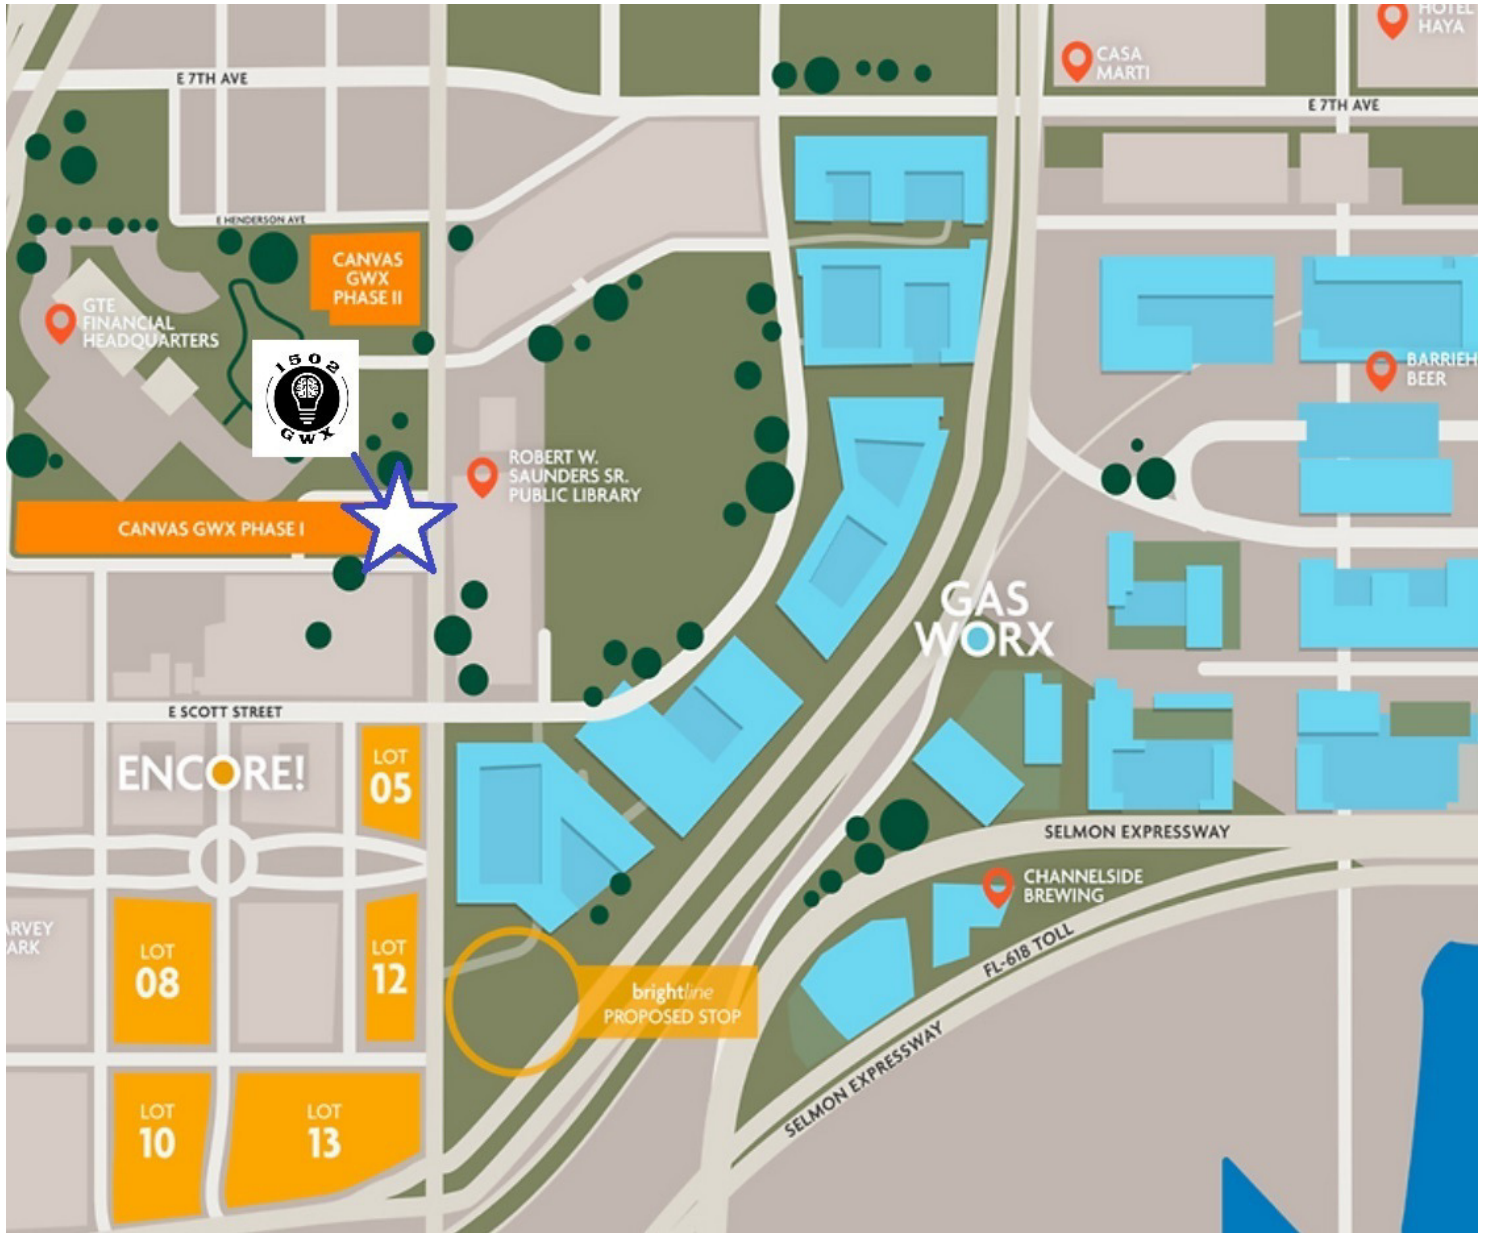 HOTEL
HAYA
CASA
MARTI
E 7TH AVE
E 7TH AVE
E HENDERSON AVE
CANVAS
GWX
PHASE II
GTE
FINANCIAL
HEADQUARTERS
1502
GWX
BARRIEH
BEER
ROBERT W.
SAUNDERS SR.
PUBLIC LIBRARY
CANVAS GWX PHASE I
GAS
WORX
E SCOTT STREET
ENCORE!
LOT
05
SELMON EXPRESSWAY
CHANNELSIDE
BREWING
ARVEY
ARK
LOT
08
LOT
12
FL-618 TOLL
brightline
PROPOSED STOP
SELMON EXPRESSWAY
LOT
10
LOT
13